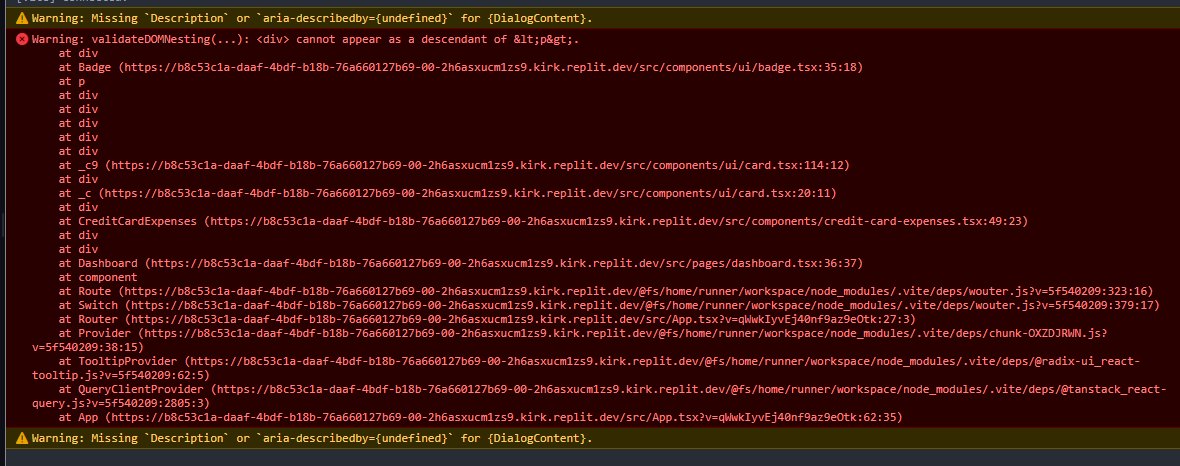 Warning: Missing `Description` or `aria-describedby={undefined}` for {DialogContent}.
Warning: validateDOMNesting(...): <div> cannot appear as a descendant of &lt;p&gt;.
at div
at Badge (https://b8c53c1a-daaf-4bdf-b18b-76a660127b69-00-2h6asxucm1zs9.kirk.replit.dev/src/components/ui/badge.tsx:35:18)
at p
at div
at div
at div
at div
at div
at _c9 (https://b8c53c1a-daaf-4bdf-b18b-76a660127b69-00-2h6asxucm1zs9.kirk.replit.dev/src/components/ui/card.tsx:114:12)
at div
at _c (https://b8c53c1a-daaf-4bdf-b18b-76a660127b69-00-2h6asxucm1zs9.kirk.replit.dev/src/components/ui/card.tsx:20:11)
at div
at CreditCardExpenses (https://b8c53c1a-daaf-4bdf-b18b-76a660127b69-00-2h6asxucm1zs9.kirk.replit.dev/src/components/credit-card-expenses.tsx:49:23)
at div
at div
at Dashboard (https://b8c53c1a-daaf-4bdf-b18b-76a660127b69-00-2h6asxucm1zs9.kirk.replit.dev/src/pages/dashboard.tsx:36:37)
at component
at Route (https://b8c53c1a-daaf-4bdf-b18b-76a660127b69-00-2h6asxucm1zs9.kirk.replit.dev/@fs/home/runner/workspace/node_modules/.vite/deps/wouter.js?v=5f540209:323:16)
at Switch (https://b8c53c1a-daaf-4bdf-b18b-76a660127b69-00-2h6asxucm1zs9.kirk.replit.dev/@fs/home/runner/workspace/node_modules/.vite/deps/wouter.js?v=5f540209:379:17)
at Router (https://b8c53c1a-daaf-4bdf-b18b-76a660127b69-00-2h6asxucm1zs9.kirk.replit.dev/src/App.tsx?v=qWwkIyvEj40nf9az9eOtk:27:3)
at Provider (https://b8c53c1a-daaf-4bdf-b18b-76a660127b69-00-2h6asxucm1zs9.kirk.replit.dev/@fs/home/runner/workspace/node_modules/.vite/deps/chunk-OXZDJRWN.js?
v=5f540209:38:15)
at TooltipProvider (https://b8c53c1a-daaf-4bdf-b18b-76a660127b69-00-2h6asxucm1zs9.kirk.replit.dev/@fs/home/runner/workspace/node_modules/.vite/deps/@radix-ui_react-
tooltip.js?v=5f540209:62:5)
at QueryClientProvider (https://b8c53c1a-daaf-4bdf-b18b-76a660127b69-00-2h6asxucm1zs9.kirk.replit.dev/@fs/home/runner/workspace/node_modules/.vite/deps/@tanstack_react-
query.js?v=5f540209:2805:3)
at App (https://b8c53c1a-daaf-4bdf-b18b-76a660127b69-00-2h6asxucm1zs9.kirk.replit.dev/src/App.tsx?v=qWwkIyvEj40nf9az9eOtk:62:35)
Warning: Missing `Description` or `aria-describedby={undefined}` for {DialogContent}.